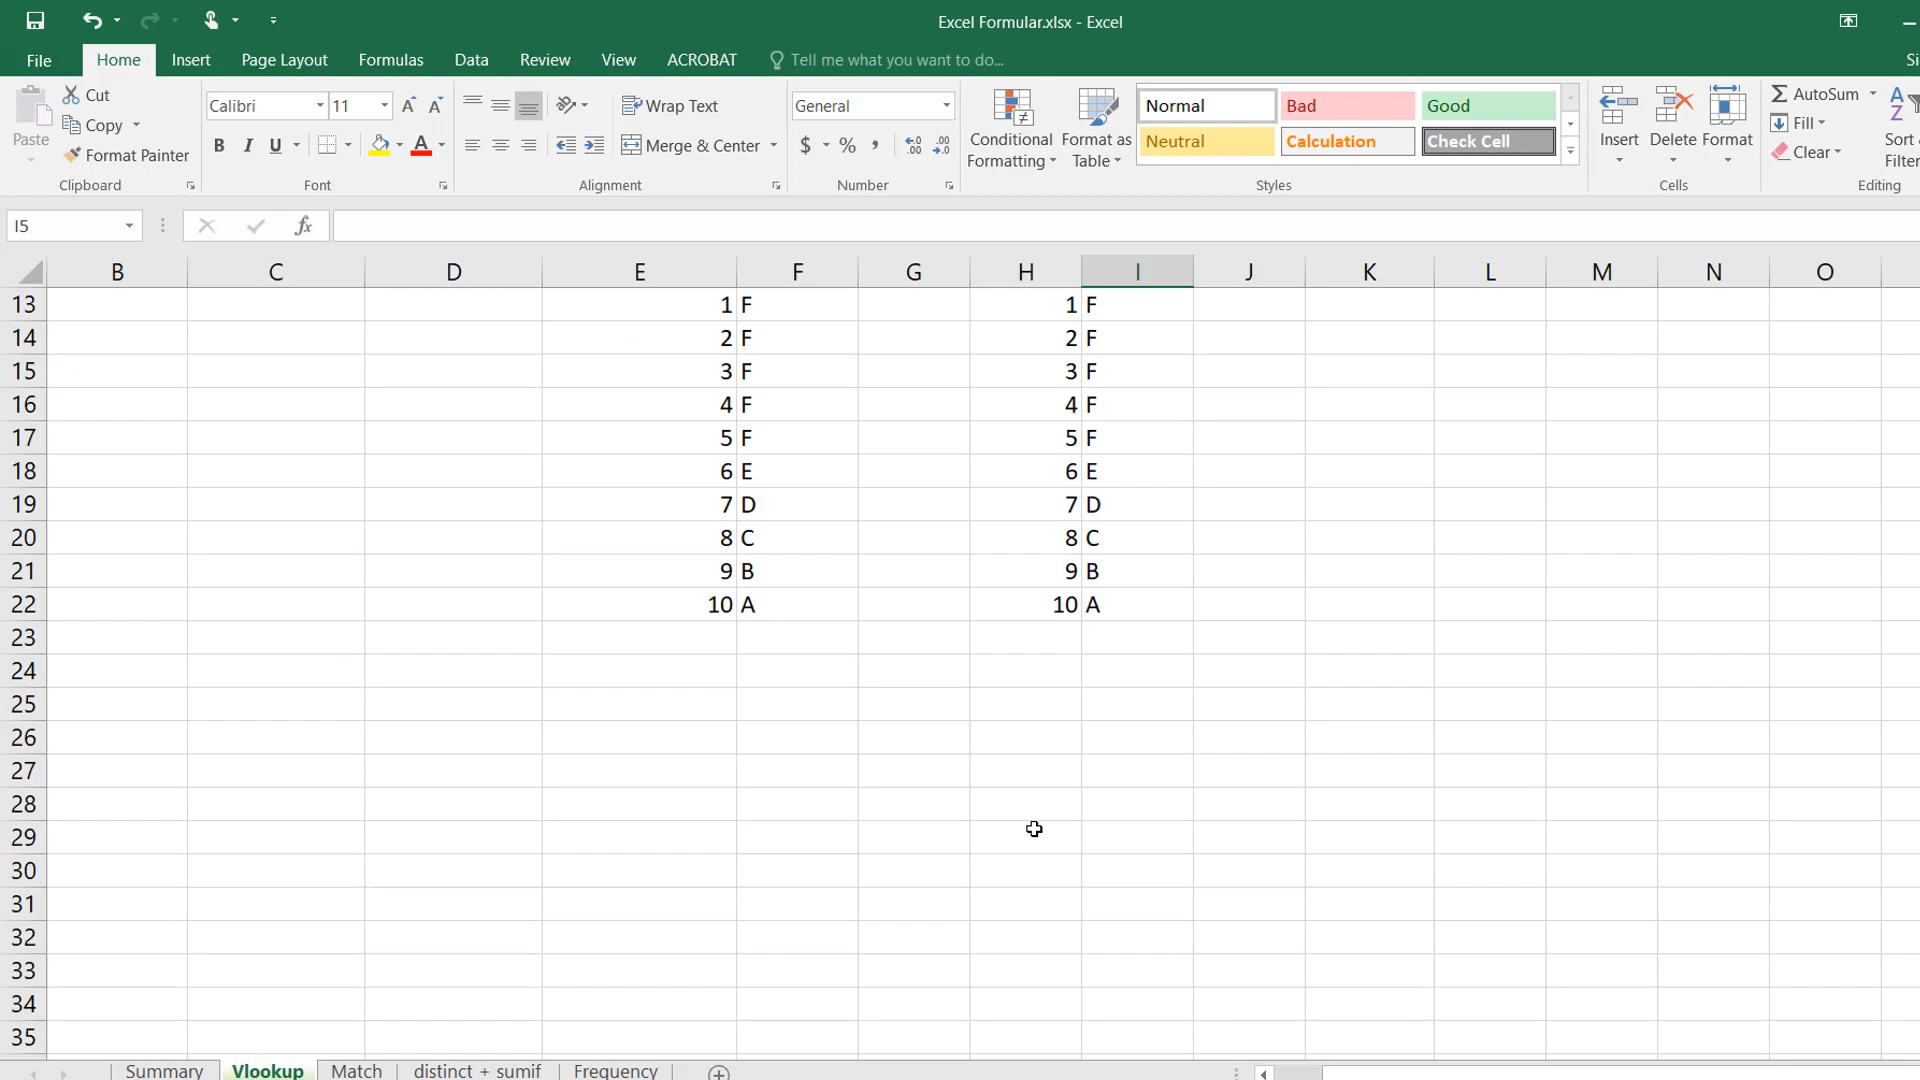 Excel Formular.xlsx - Excel
File Home Insert Page Layout Formulas Data Review View ACROBAT Tell me what you want to do...
Paste
Cut
Copy
Format Painter
Clipboard
Calibri 11
B I U A
Font
Wrap Text
Merge & Center
Alignment
General
$ % ,
Number
Conditional Formatting
Format as Table
Normal Bad Good
Neutral Calculation Check Cell
Styles
Insert Delete Format
Cells
AutoSum
Fill
Clear
Sort
Filter
Editing
I5 fx
B C D E F G H I J K L M N O
13 1 F 1 F
14 2 F 2 F
15 3 F 3 F
16 4 F 4 F
17 5 F 5 F
18 6 E 6 E
19 7 D 7 D
20 8 C 8 C
21 9 B 9 B
22 10 A 10 A
23
24
25
26
27
28
29
30
31
32
33
34
35
Summary Vlookup Match distinct + sumif Frequency